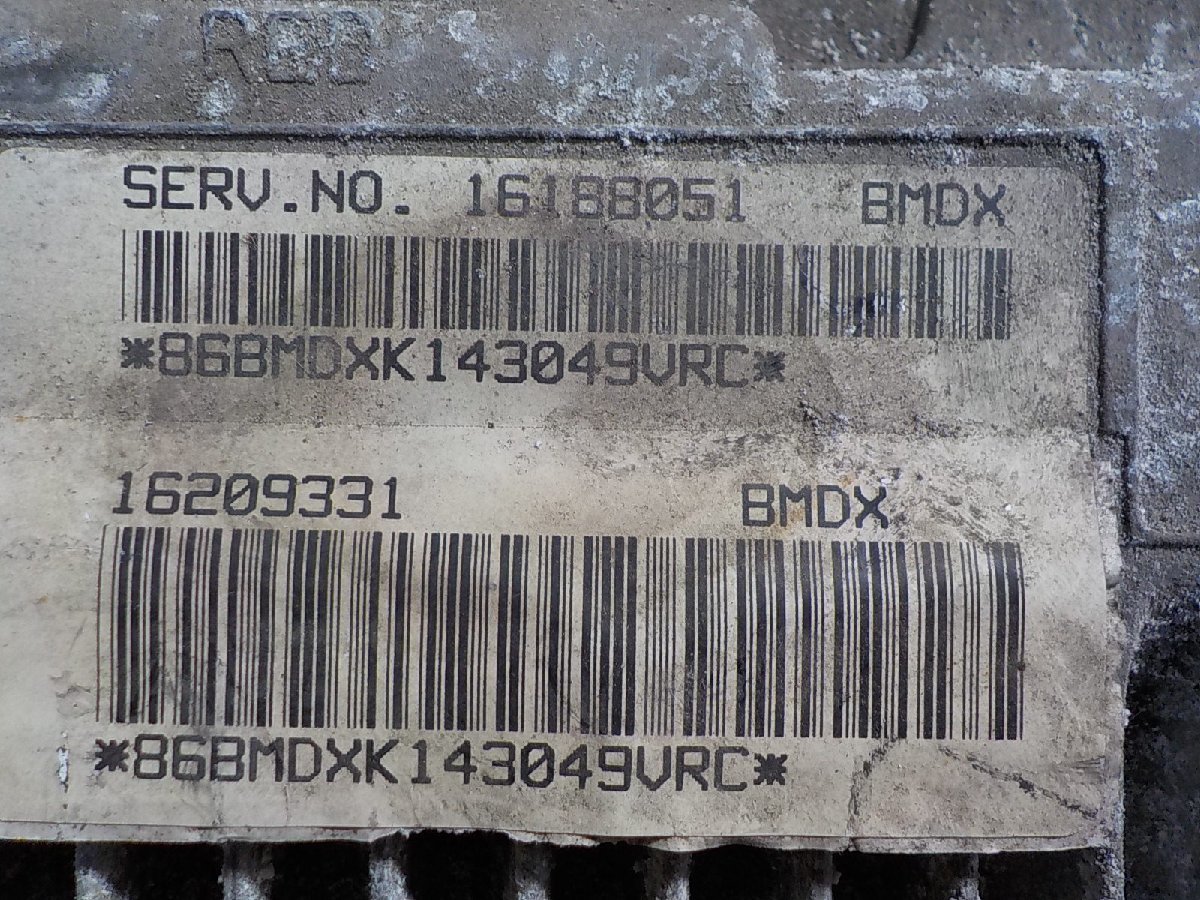 SERV.NO. 16188051 BMDX
*86BMDXK143049VRC*
16209331 BMDX
*86BMDXK143049VRC*